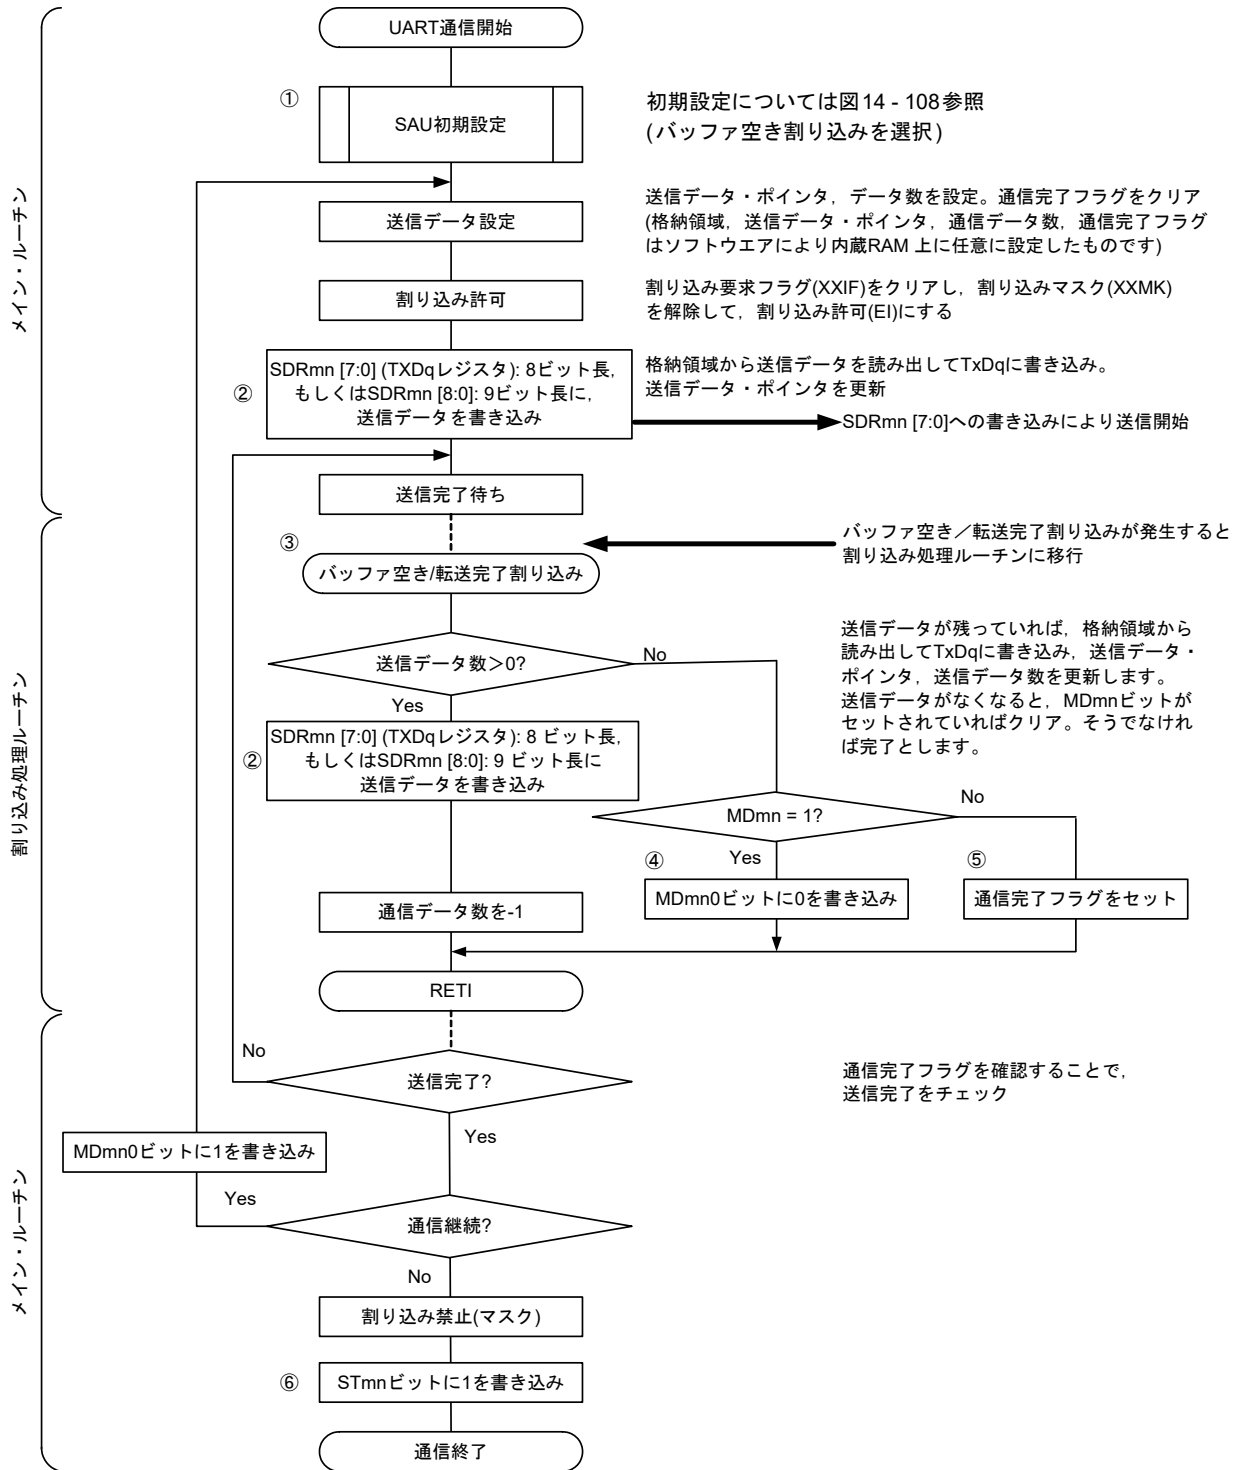 UART通信開始
①
SAU初期設定
初期設定については図14 - 108参照
(バッファ空き割り込みを選択)
メイン・ルーチン
送信データ設定
送信データ・ポインタ，データ数を設定。通信完了フラグをクリア
(格納領域，送信データ・ポインタ，通信データ数，通信完了フラグ
はソフトウエアにより内蔵RAM 上に任意に設定したものです)
割り込み許可
割り込み要求フラグ(XXIF)をクリアし，割り込みマスク(XXMK)
を解除して，割り込み許可(EI)にする
②
SDRmn [7:0] (TXDqレジスタ): 8ビット長，
もしくはSDRmn [8:0]: 9ビット長に，
送信データを書き込み
格納領域から送信データを読み出してTxDqに書き込み。
送信データ・ポインタを更新
SDRmn [7:0]への書き込みにより送信開始
送信完了待ち
③
バッファ空き/転送完了割り込み
バッファ空き／転送完了割り込みが発生すると
割り込み処理ルーチンに移行
割り込み処理ルーチン
送信データ数＞0?
No
Yes
送信データが残っていれば，格納領域から
読み出してTxDqに書き込み，送信データ・
ポインタ，送信データ数を更新します。
送信データがなくなると，MDmnビットが
セットされていればクリア。そうでなけれ
ば完了とします。
②
SDRmn [7:0] (TXDqレジスタ): 8 ビット長，
もしくはSDRmn [8:0]: 9 ビット長に
送信データを書き込み
MDmn = 1?
No
Yes
④
MDmn0ビットに0を書き込み
⑤
通信完了フラグをセット
通信データ数を-1
RETI
メイン・ルーチン
No
送信完了?
通信完了フラグを確認することで，
送信完了をチェック
Yes
MDmn0ビットに1を書き込み
Yes
通信継続?
No
割り込み禁止(マスク)
⑥
STmnビットに1を書き込み
通信終了